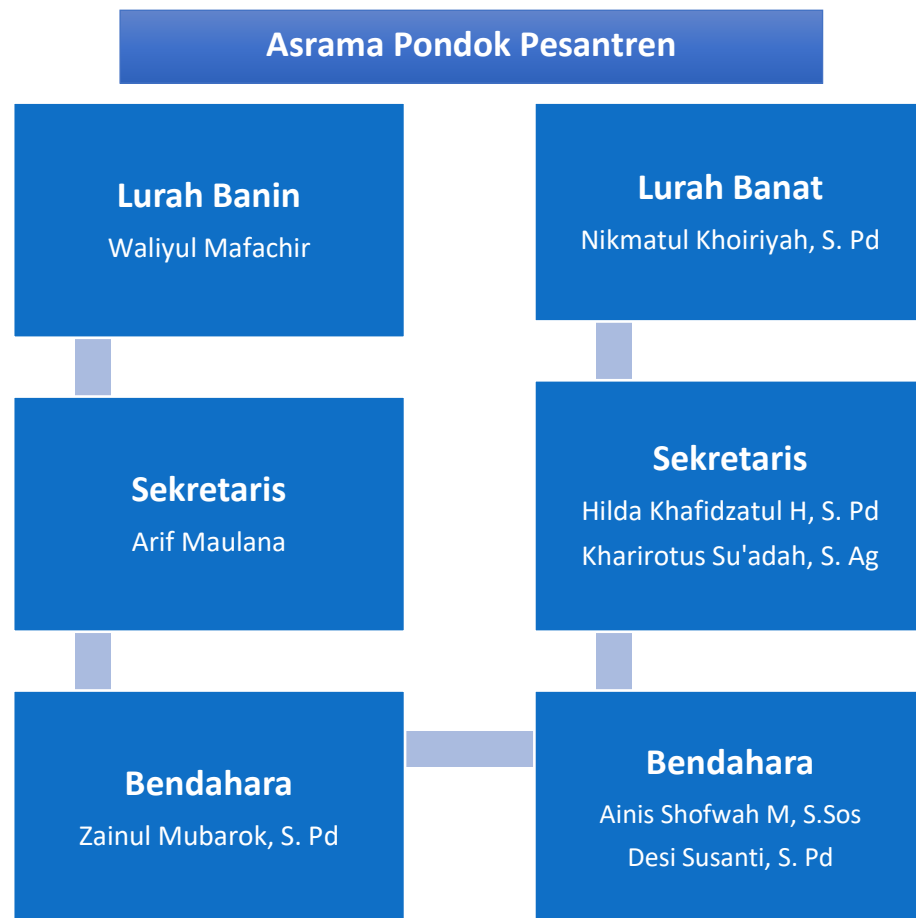 Asrama Pondok Pesantren
Lurah Banin
Waliyul Mafachir
Sekretaris
Arif Maulana
Bendahara
Zainul Mubarok, S. Pd
Lurah Banat
Nikmatul Khoiriyah, S. Pd
Sekretaris
Hilda Khafidzatul H, S. Pd
Kharirotus Su'adah, S. Ag
Bendahara
Ainis Shofwah M, S.Sos
Desi Susanti, S. Pd